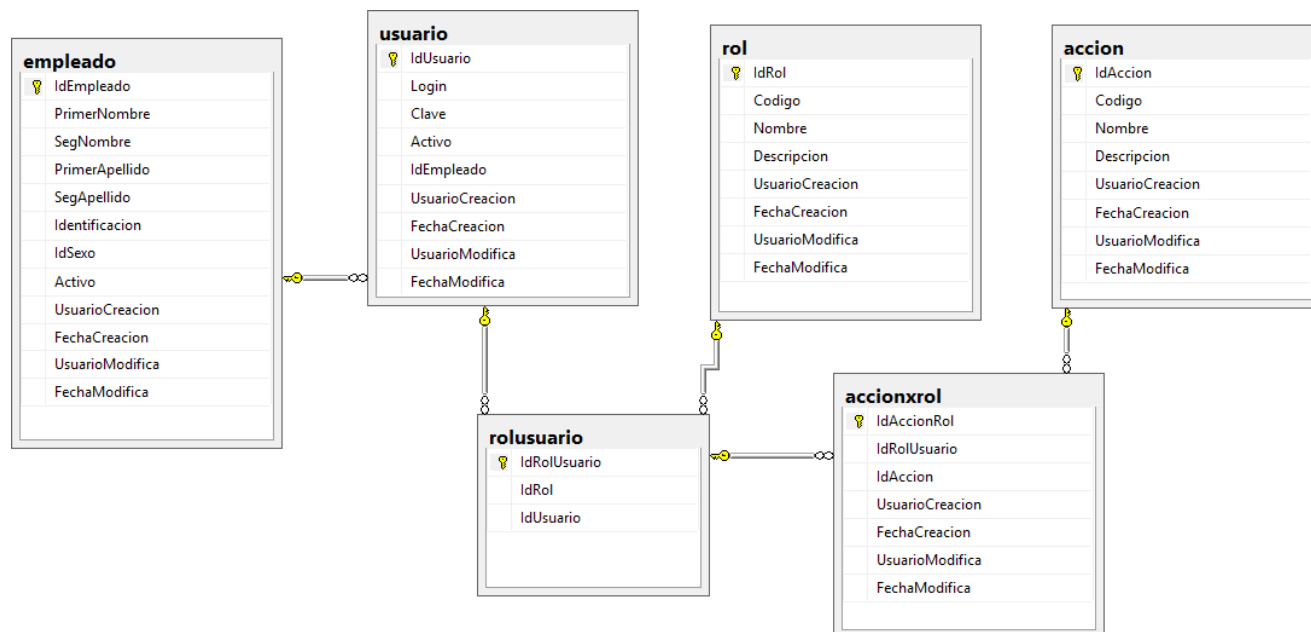 empleado
IdEmpleado
PrimerNombre
SegNombre
PrimerApellido
SegApellido
Identificacion
IdSexo
Activo
UsuarioCreacion
FechaCreacion
UsuarioModifica
FechaModifica
usuario
IdUsuario
Login
Clave
Activo
IdEmpleado
UsuarioCreacion
FechaCreacion
UsuarioModifica
FechaModifica
rol
IdRol
Codigo
Nombre
Descripcion
UsuarioCreacion
FechaCreacion
UsuarioModifica
FechaModifica
accion
IdAccion
Codigo
Nombre
Descripcion
UsuarioCreacion
FechaCreacion
UsuarioModifica
FechaModifica
rolusuario
IdRolUsuario
IdRol
IdUsuario
accionxrol
IdAccionRol
IdRolUsuario
IdAccion
UsuarioCreacion
FechaCreacion
UsuarioModifica
FechaModifica